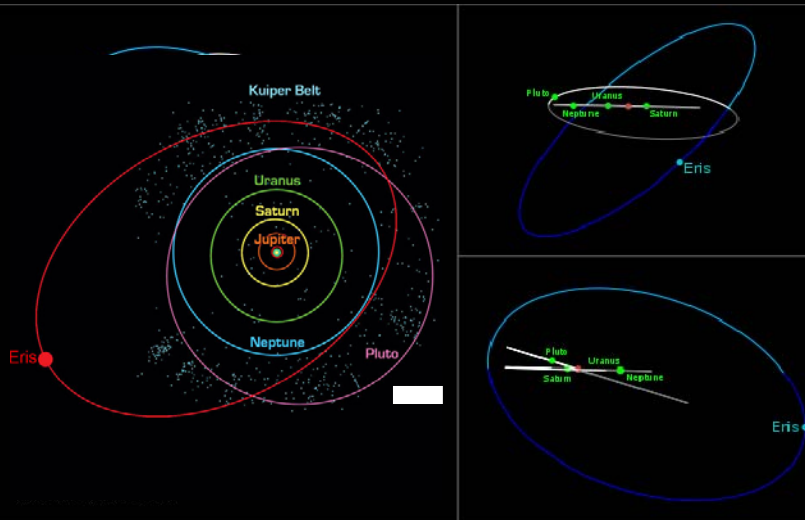 Kuiper Belt
Uranus
Saturn
Jupiter
Neptune
Pluto
Eris
Pluto
Uranus
Neptune
Saturn
Eris
Pluto
Uranus
Saturn
Neptune
Eris